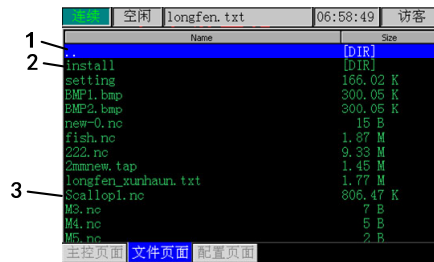 连续 空闲 longfen.txt 06:58:49 访客
Name Size
1 .. [DIR]
2 install [DIR]
setting 166.02 K
BMP1.bmp 300.05 K
BMP2.bmp 300.05 K
new-0.nc 15 B
fish.nc 1.87 M
222.nc 9.33 M
2mmnew.tap 1.45 M
longfen_xunhaun.txt 1.77 M
3 Scallop1.nc 806.47 K
M3.nc 7 B
M4.nc 5 B
M5.nc 2 B
主控页面 文件页面 配置页面